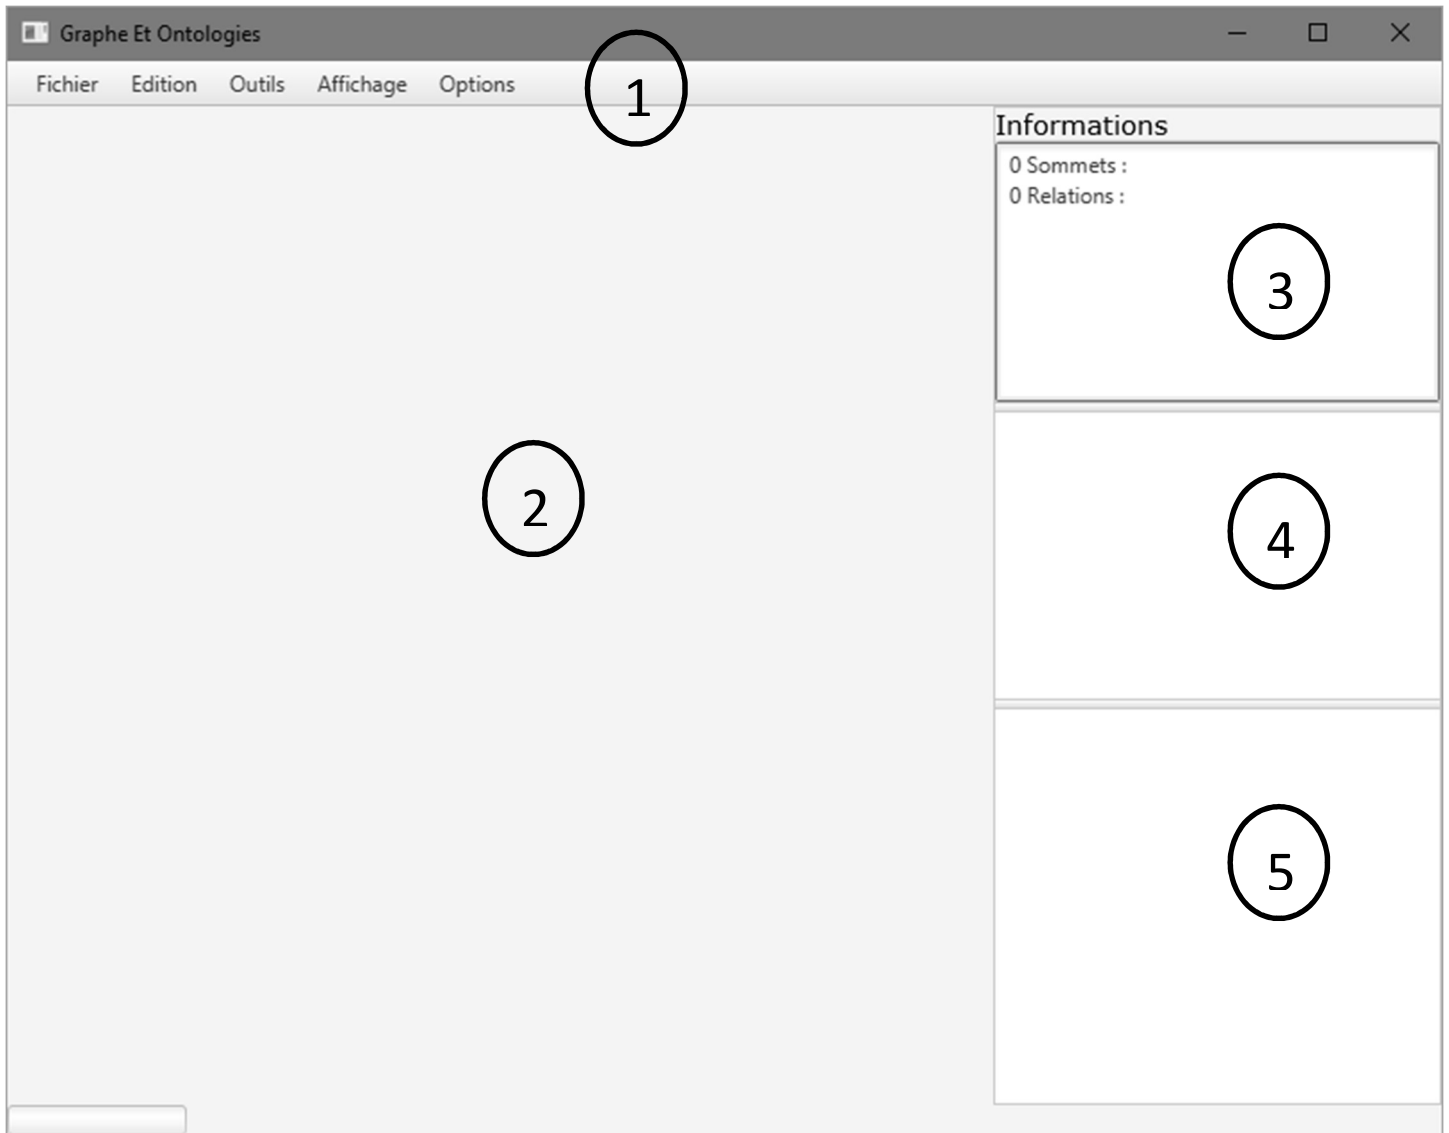 Graphe Et Ontologies
Fichier Edition Outils Affichage Options
1
Informations
0 Sommets :
0 Relations :
3
2
4
5